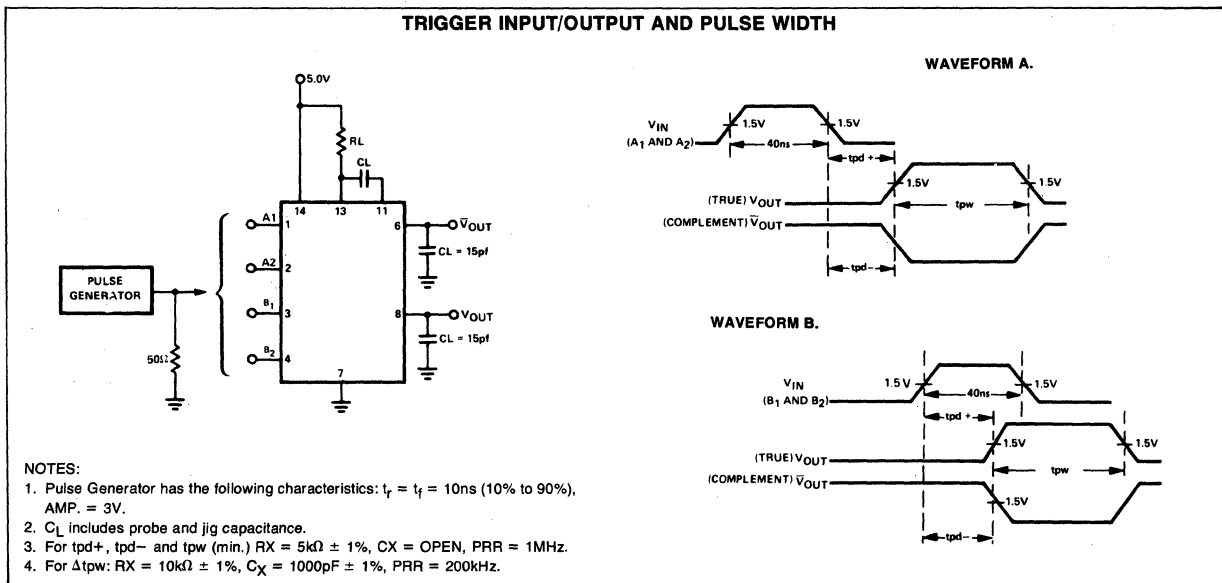 TRIGGER INPUT/OUTPUT AND PULSE WIDTH
5.0V
RL
CL
14
13
11
A1
1
A2
2
B1
3
B2
4
6
V̅OUT
CL = 15pf
8
VOUT
CL = 15pf
7
PULSE
GENERATOR
50Ω
WAVEFORM A.
VIN
(A1 AND A2)
1.5V
1.5V
40ns
tpd +
(TRUE) VOUT
1.5V
1.5V
tpw
(COMPLEMENT) V̅OUT
tpd–
WAVEFORM B.
VIN
(B1 AND B2)
1.5 V
1.5V
40ns
tpd +
(TRUE) VOUT
1.5V
1.5V
tpw
(COMPLEMENT) V̅OUT
1.5V
tpd–
NOTES:
1. Pulse Generator has the following characteristics: tr = tf = 10ns (10% to 90%),
AMP. = 3V.
2. CL includes probe and jig capacitance.
3. For tpd+, tpd– and tpw (min.) RX = 5kΩ ± 1%, CX = OPEN, PRR = 1MHz.
4. For Δtpw: RX = 10kΩ ± 1%, CX = 1000pF ± 1%, PRR = 200kHz.